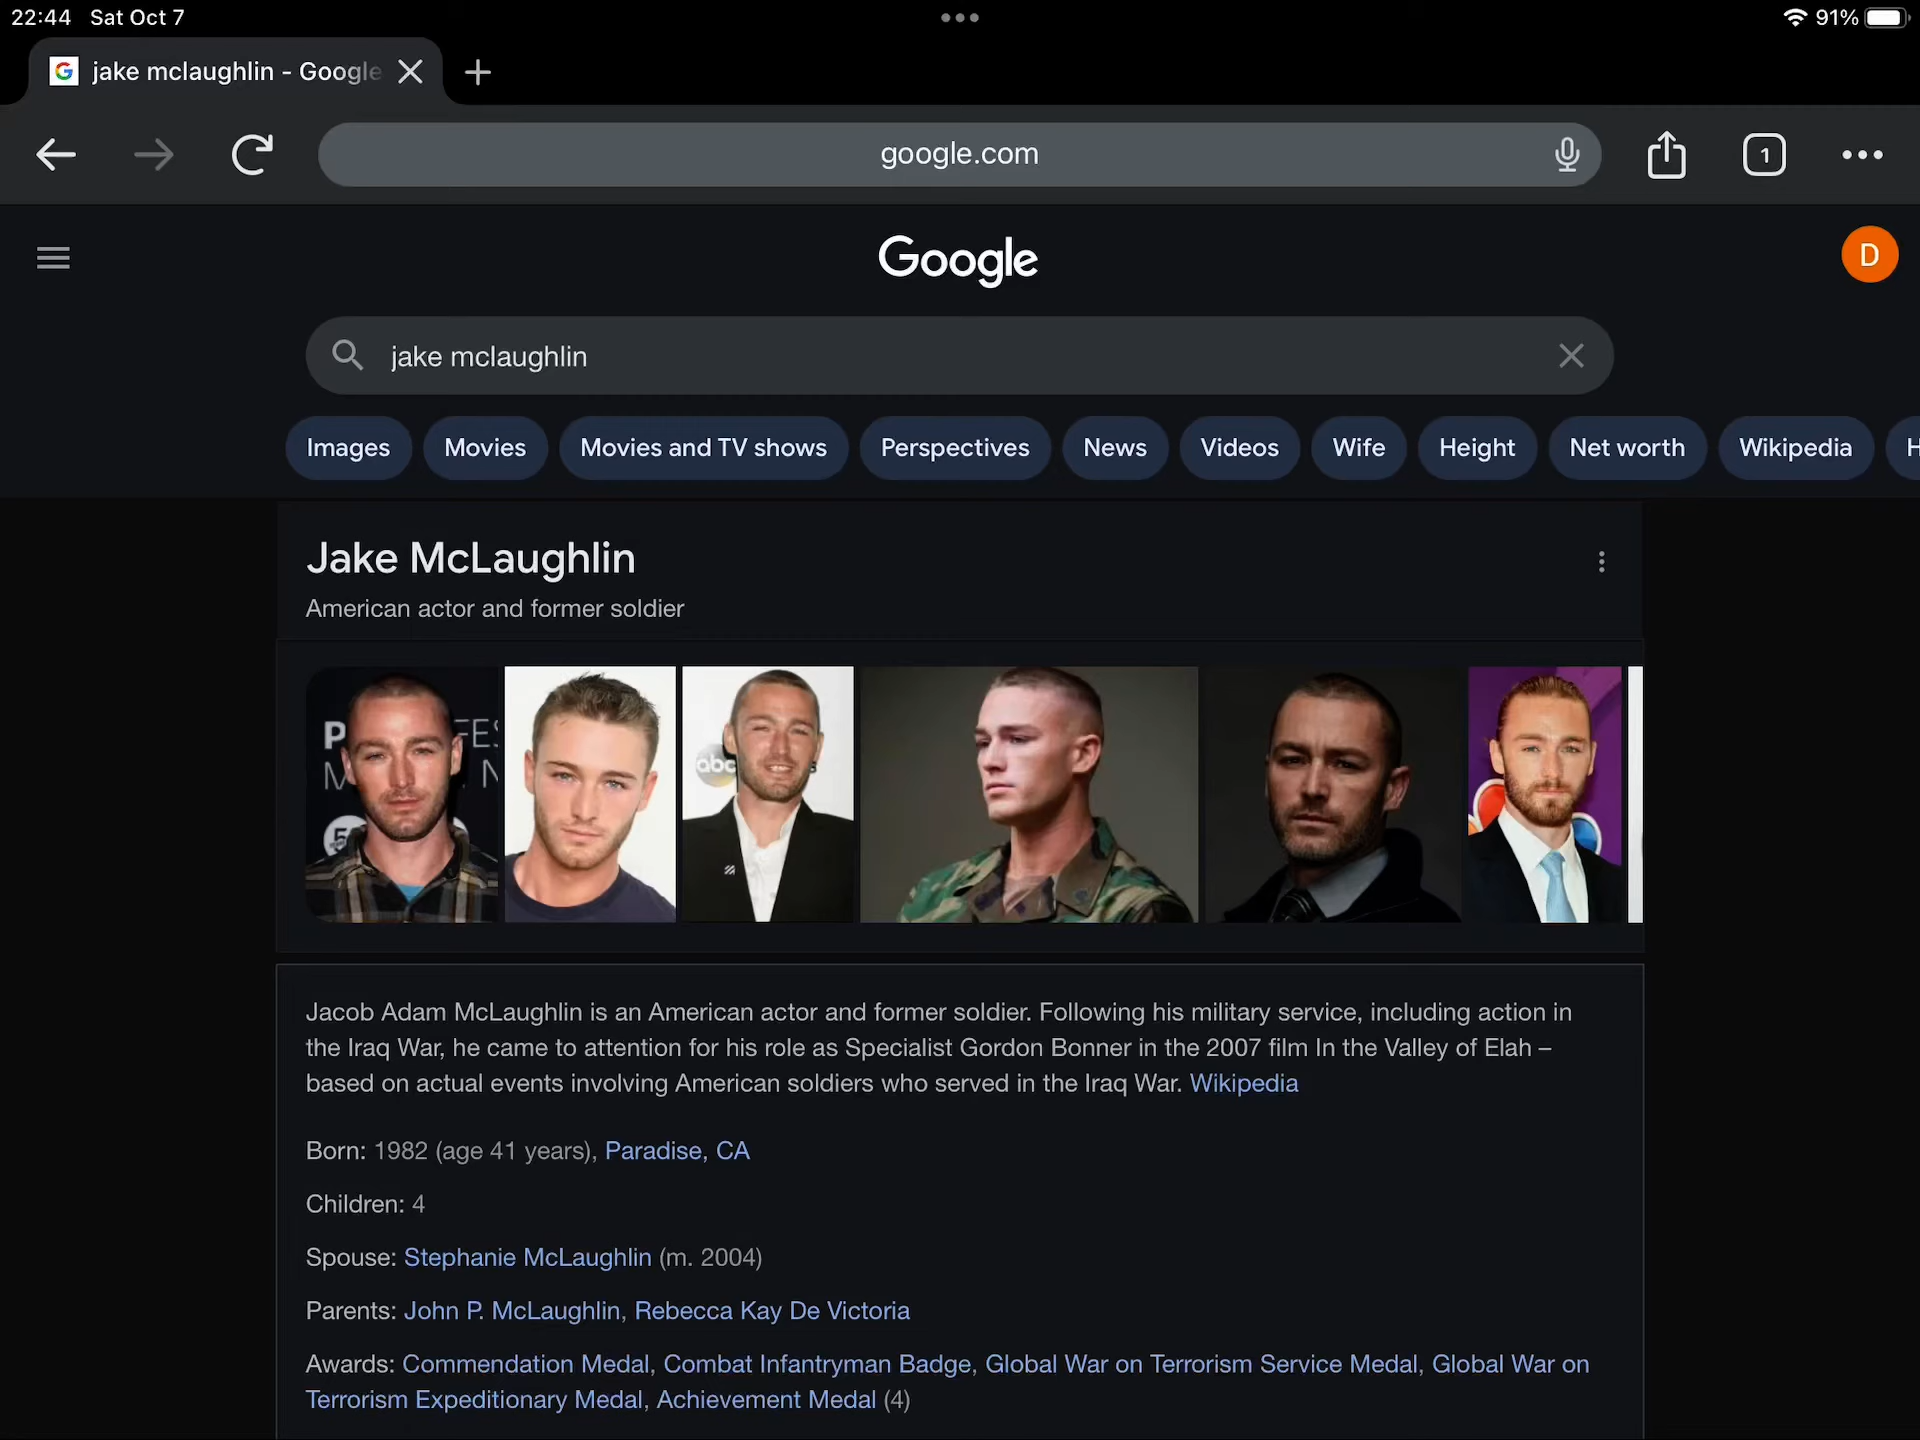 22:44 Sat Oct 7
91%
jake mclaughlin - Google
google.com
1
Google
D
jake mclaughlin
Images Movies Movies and TV shows Perspectives News Videos Wife Height Net worth Wikipedia H
Jake McLaughlin
American actor and former soldier
abc
Jacob Adam McLaughlin is an American actor and former soldier. Following his military service, including action in
the Iraq War, he came to attention for his role as Specialist Gordon Bonner in the 2007 film In the Valley of Elah –
based on actual events involving American soldiers who served in the Iraq War. Wikipedia
Born: 1982 (age 41 years), Paradise, CA
Children: 4
Spouse: Stephanie McLaughlin (m. 2004)
Parents: John P. McLaughlin, Rebecca Kay De Victoria
Awards: Commendation Medal, Combat Infantryman Badge, Global War on Terrorism Service Medal, Global War on
Terrorism Expeditionary Medal, Achievement Medal (4)